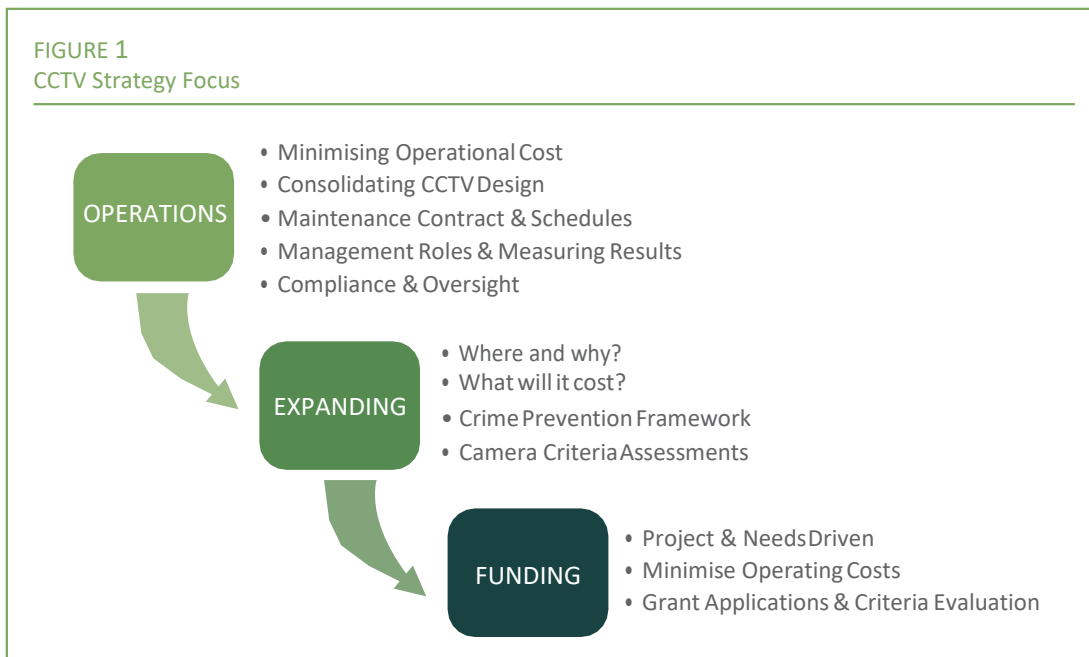 FIGURE 1
CCTV Strategy Focus
OPERATIONS
• Minimising Operational Cost
• Consolidating CCTV Design
• Maintenance Contract & Schedules
• Management Roles & Measuring Results
• Compliance & Oversight
EXPANDING
• Where and why?
• What will it cost?
• Crime Prevention Framework
• Camera Criteria Assessments
FUNDING
• Project & Needs Driven
• Minimise Operating Costs
• Grant Applications & Criteria Evaluation